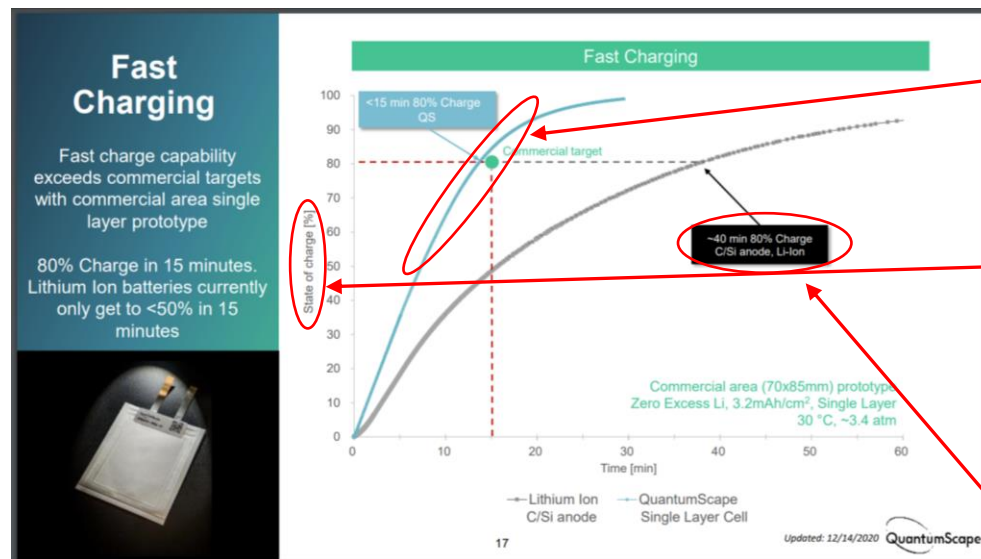 Fast
Charging
Fast charge capability
exceeds commercial targets
with commercial area single
layer prototype
80% Charge in 15 minutes.
Lithium Ion batteries currently
only get to <50% in 15
minutes
Fast Charging
<15 min 80% Charge
QS
Commercial target
~40 min 80% Charge
C/Si anode, Li-Ion
State of charge [%]
100
90
80
70
60
50
40
30
20
10
0
Commercial area (70x85mm) prototype
Zero Excess Li, 3.2mAh/cm², Single Layer
30 °C, ~3.4 atm
0 10 20 30 40 50 60
Time [min]
Lithium Ion
C/Si anode
QuantumScape
Single Layer Cell
17
Updated: 12/14/2020
QuantumScape